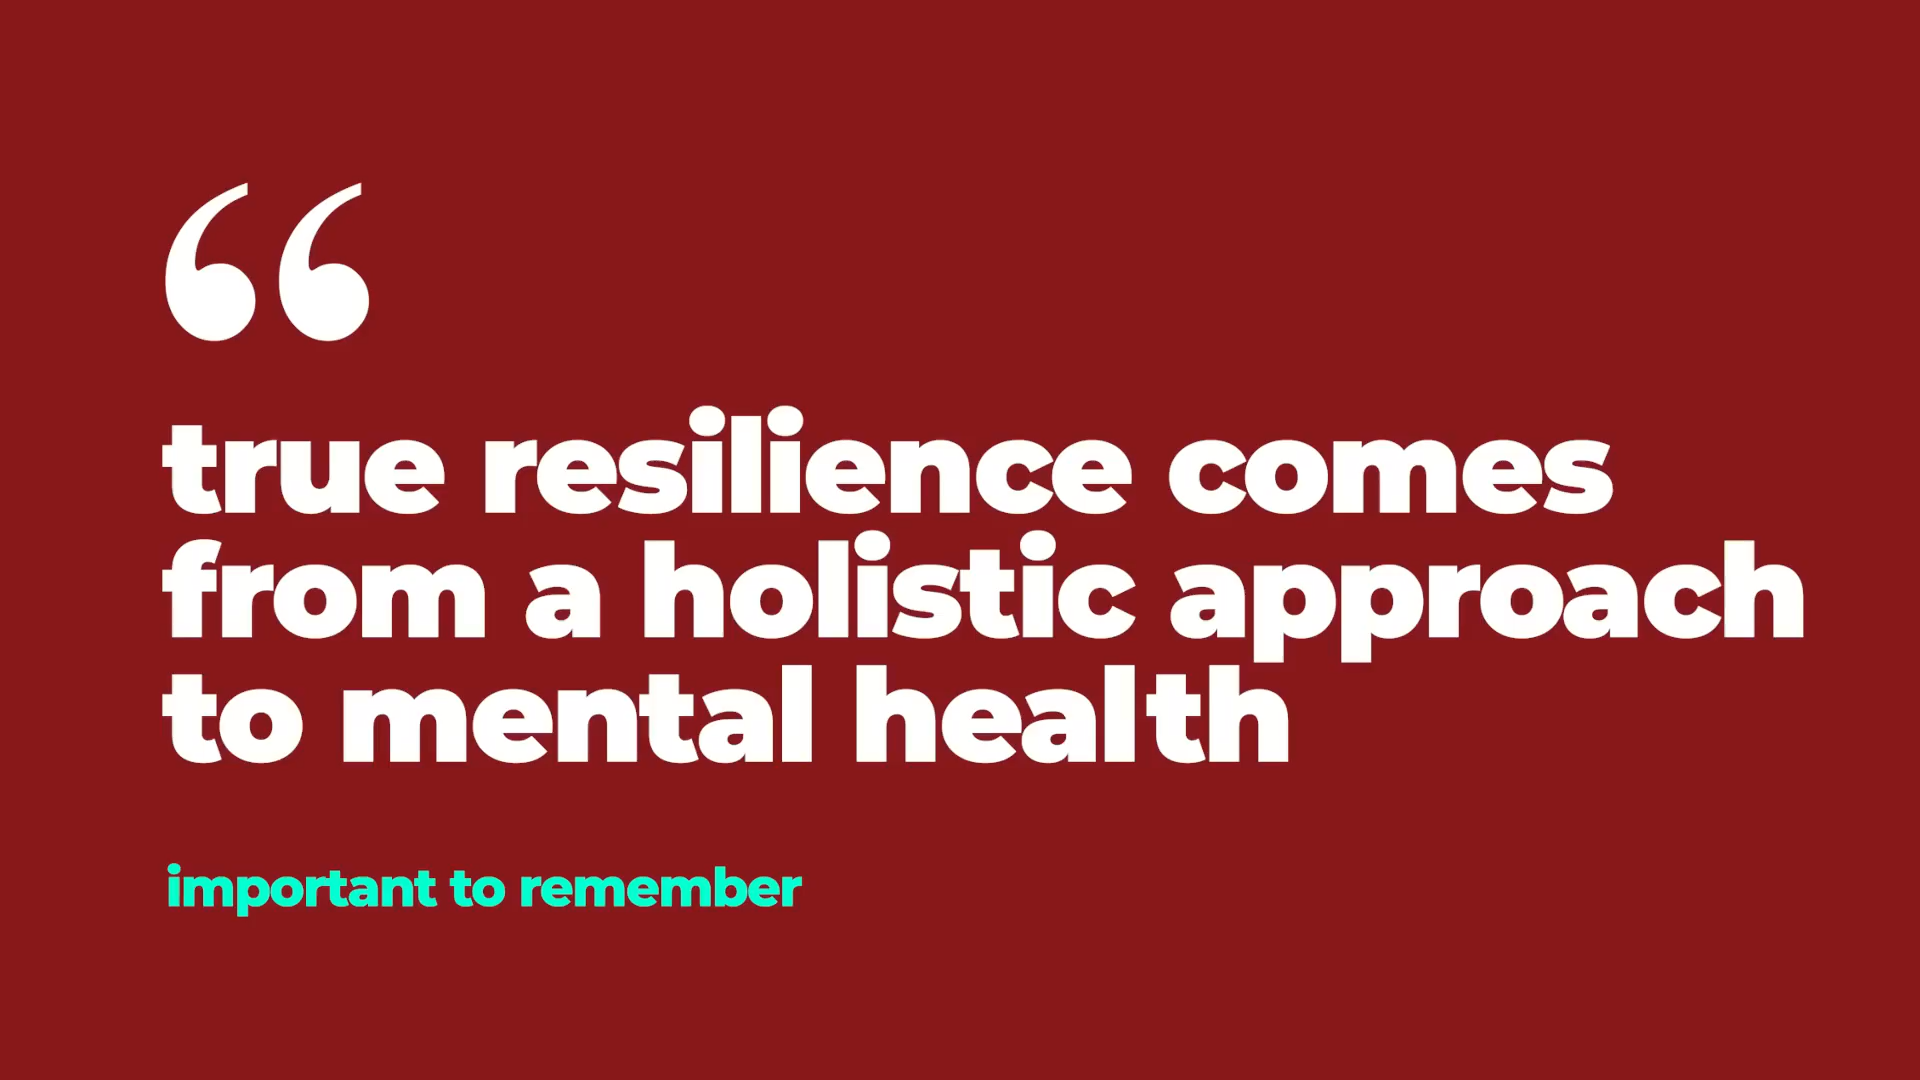 “
true resilience comes
from a holistic approach
to mental health
important to remember